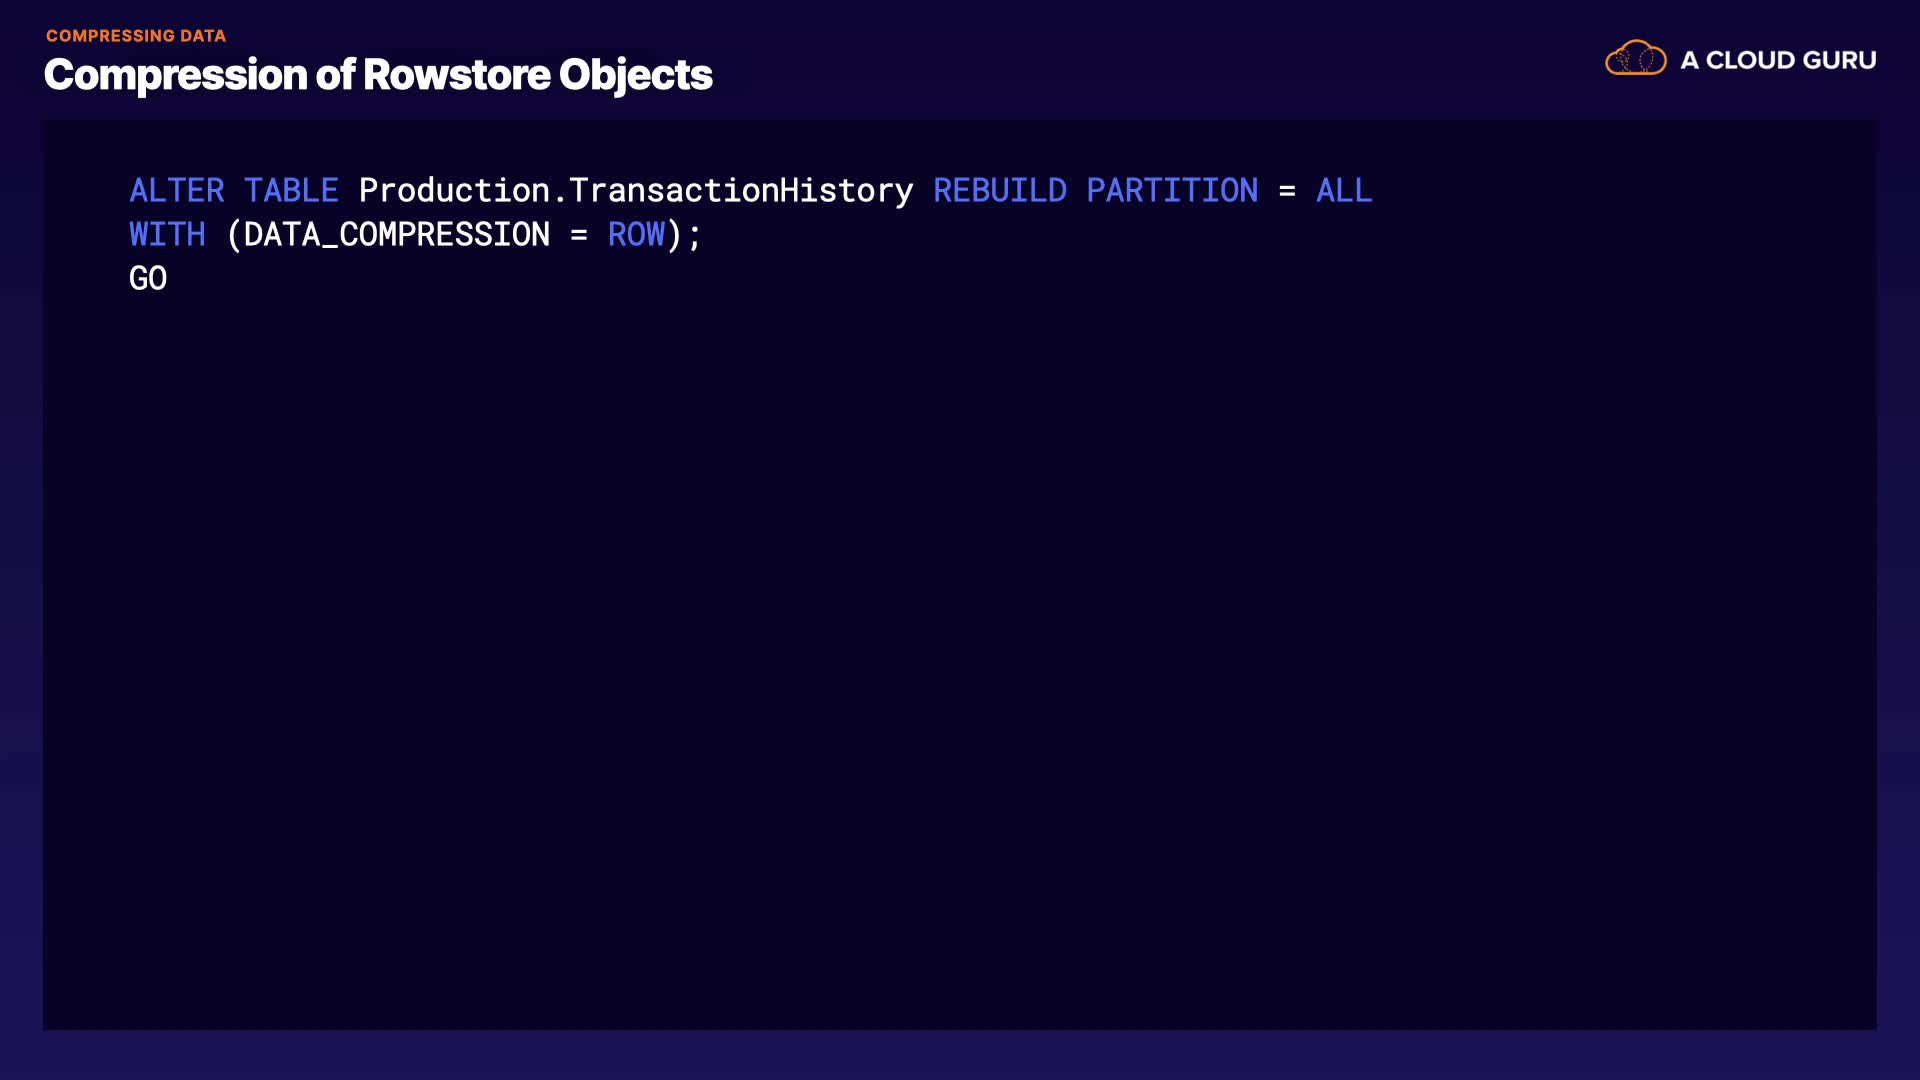 COMPRESSING DATA
Compression of Rowstore Objects
A CLOUD GURU
ALTER TABLE Production.TransactionHistory REBUILD PARTITION = ALL
WITH (DATA_COMPRESSION = ROW);
GO